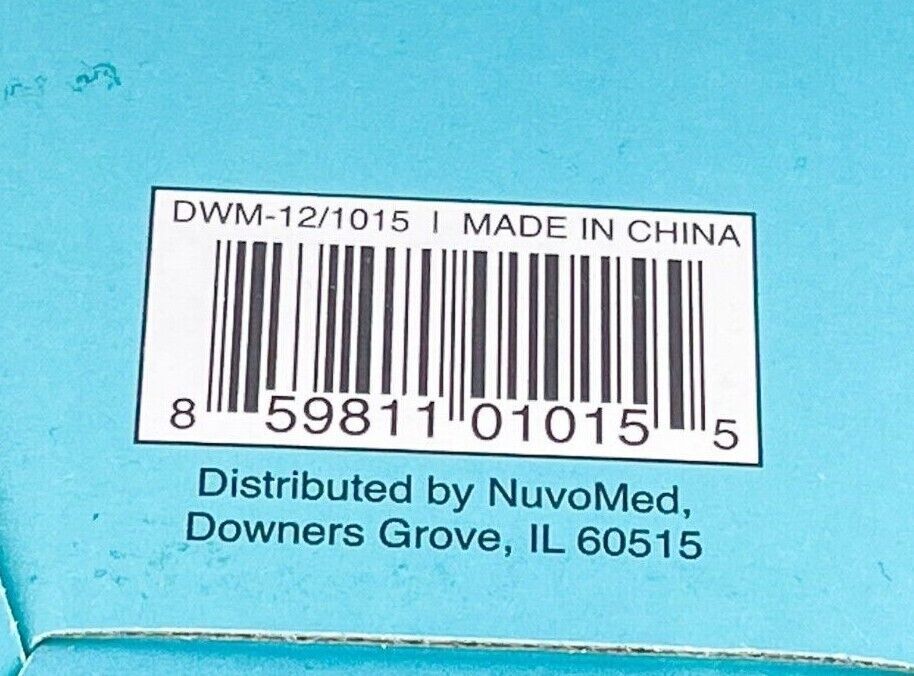 DWM-12/1015 | MADE IN CHINA
8 59811 01015 5
Distributed by NuvoMed,
Downers Grove, IL 60515